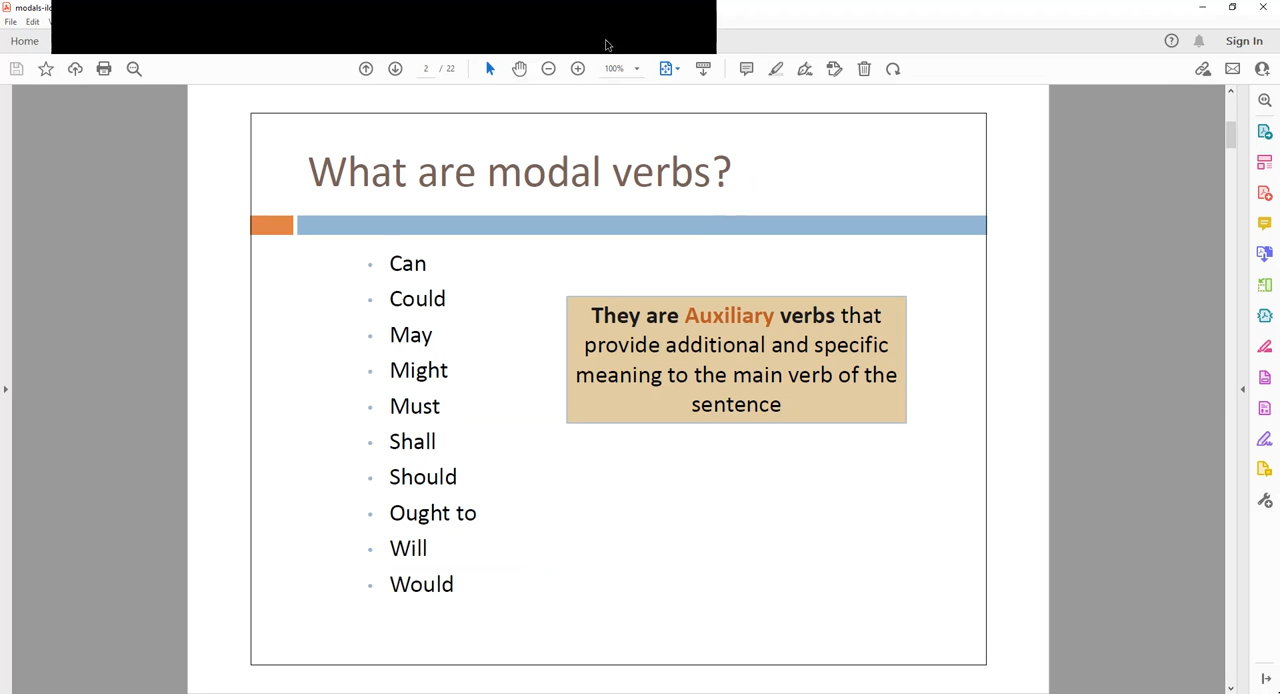 modals-il
File Edit
Home
Sign In
2 / 22
100%
What are modal verbs?
• Can
• Could
• May
• Might
• Must
• Shall
• Should
• Ought to
• Will
• Would
They are Auxiliary verbs that
provide additional and specific
meaning to the main verb of the
sentence